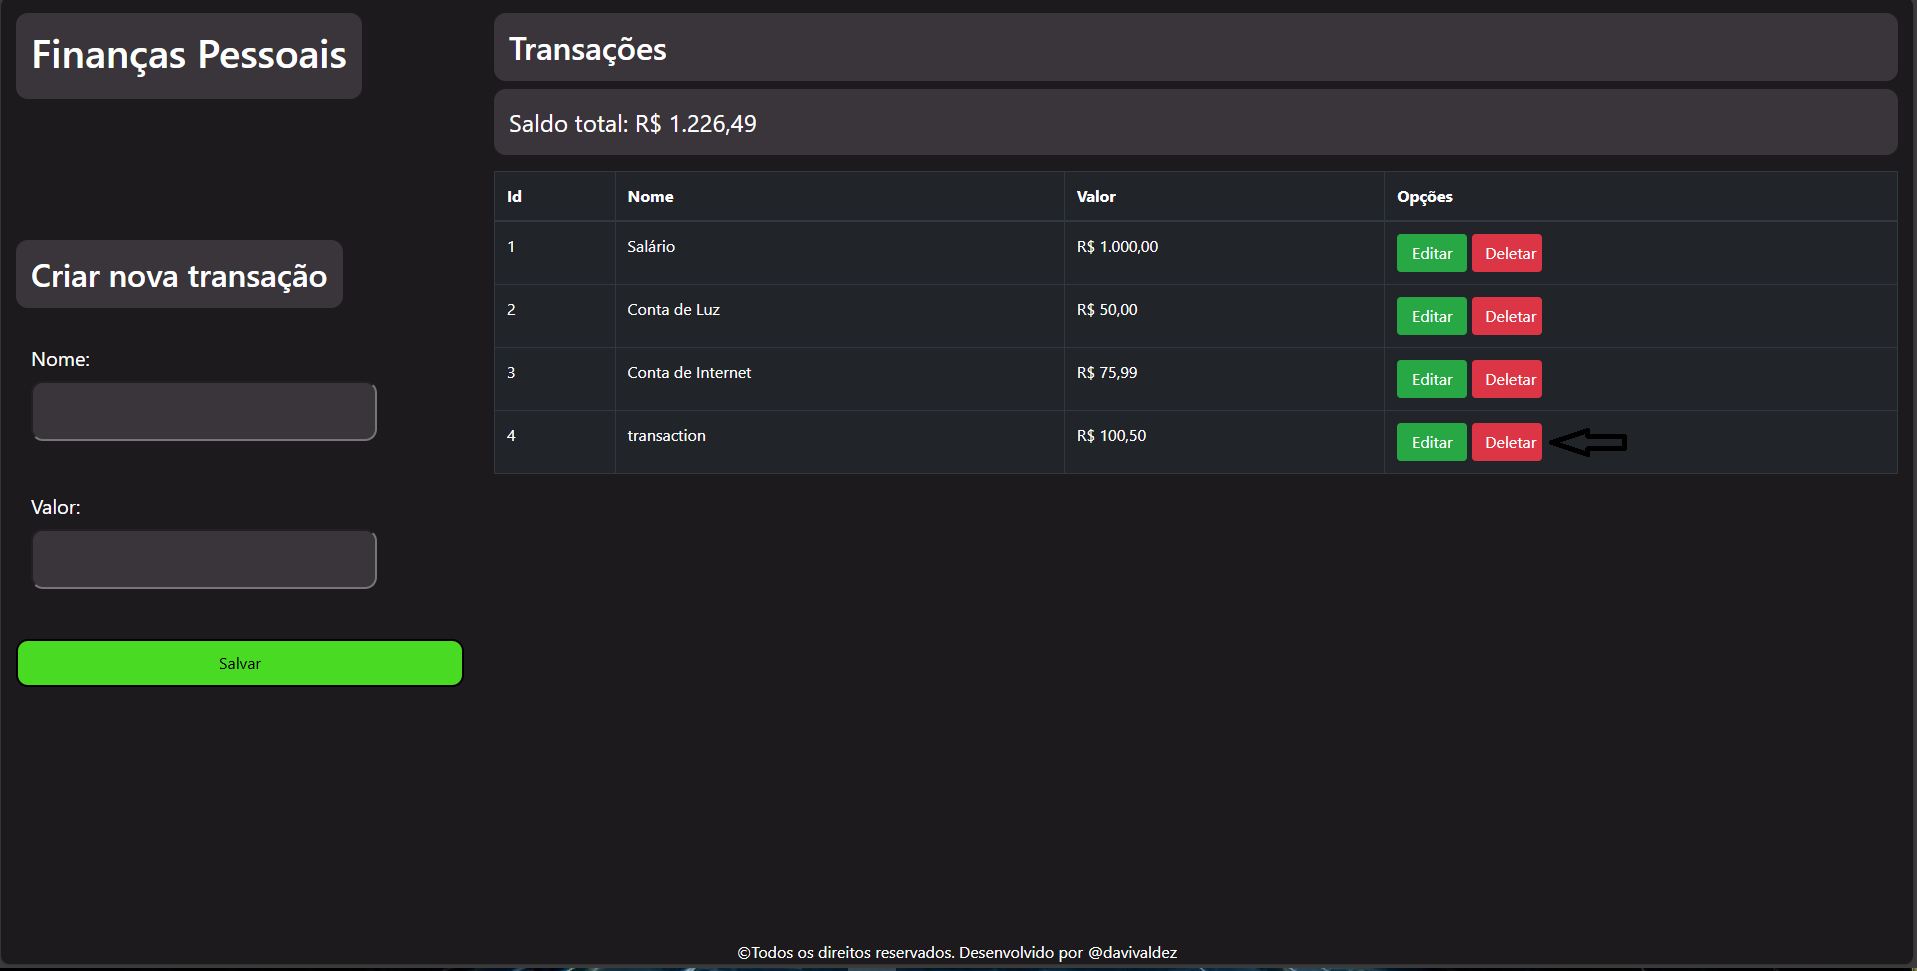 Finanças Pessoais
Criar nova transação
Nome:
Valor:
Salvar
Transações
Saldo total: R$ 1.226,49
Id Nome Valor Opções
1 Salário R$ 1.000,00 Editar Deletar
2 Conta de Luz R$ 50,00 Editar Deletar
3 Conta de Internet R$ 75,99 Editar Deletar
4 transaction R$ 100,50 Editar Deletar
©Todos os direitos reservados. Desenvolvido por @davivaldez